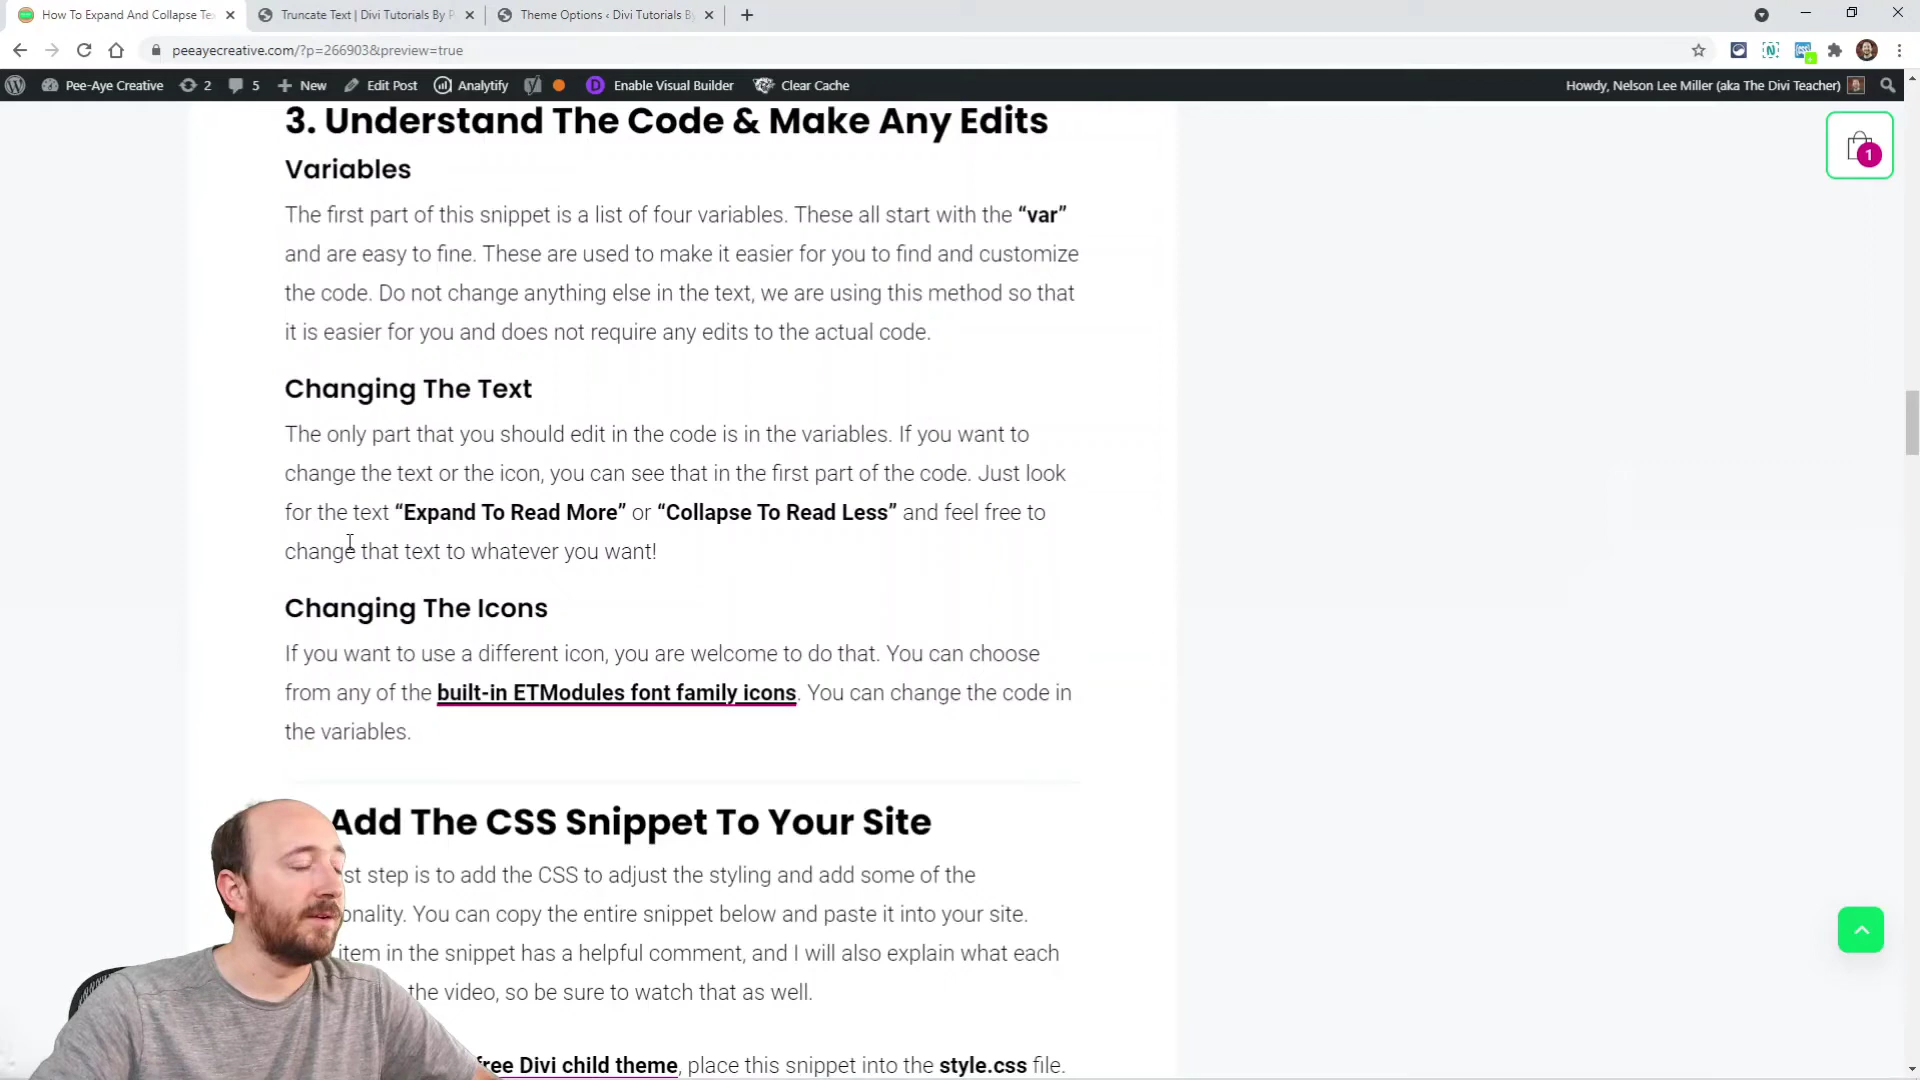 How To Expand And Collapse Te
Truncate Text | Divi Tutorials By P
Theme Options ‹ Divi Tutorials By
peeayecreative.com/?p=266903&preview=true
Pee-Aye Creative
2
5
New
Edit Post
Analytify
Enable Visual Builder
Clear Cache
Howdy, Nelson Lee Miller (aka The Divi Teacher)
1
3. Understand The Code & Make Any Edits
Variables
The first part of this snippet is a list of four variables. These all start with the “var”
and are easy to fine. These are used to make it easier for you to find and customize
the code. Do not change anything else in the text, we are using this method so that
it is easier for you and does not require any edits to the actual code.
Changing The Text
The only part that you should edit in the code is in the variables. If you want to
change the text or the icon, you can see that in the first part of the code. Just look
for the text “Expand To Read More” or “Collapse To Read Less” and feel free to
change that text to whatever you want!
Changing The Icons
If you want to use a different icon, you are welcome to do that. You can choose
from any of the built-in ETModules font family icons. You can change the code in
the variables.
Add The CSS Snippet To Your Site
st step is to add the CSS to adjust the styling and add some of the
onality. You can copy the entire snippet below and paste it into your site.
item in the snippet has a helpful comment, and I will also explain what each
the video, so be sure to watch that as well.
free Divi child theme, place this snippet into the style.css file.